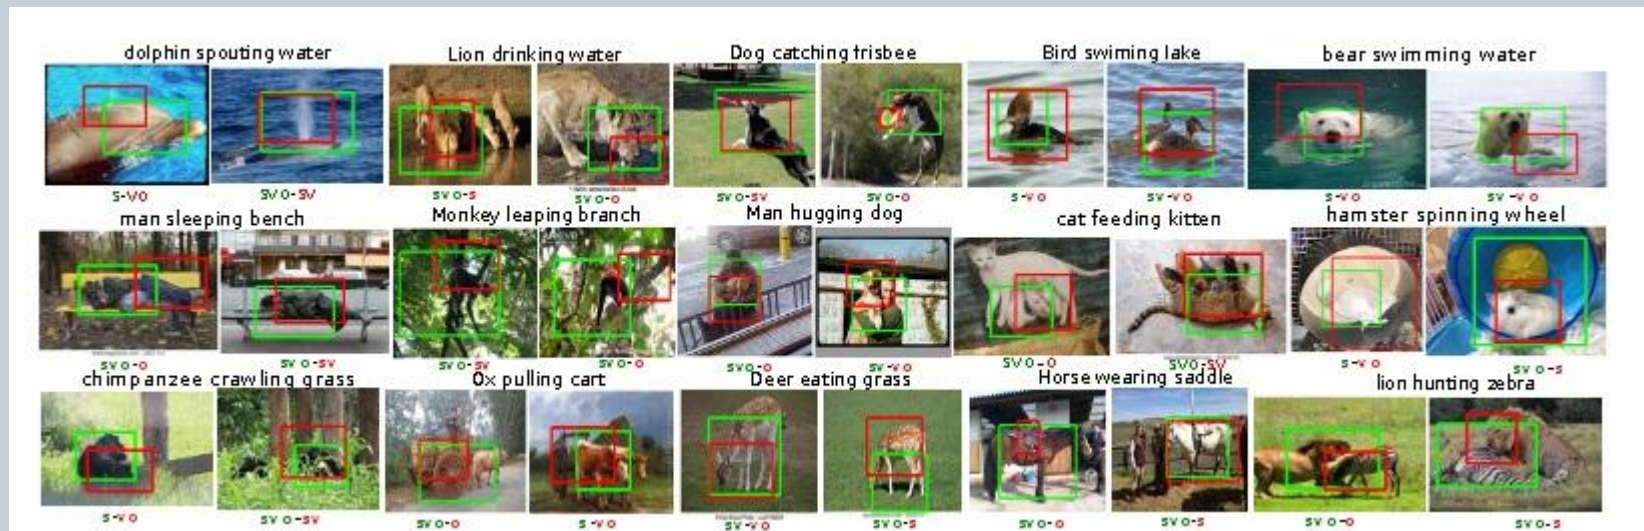 dolphin spouting water Lion drinking water Dog catching frisbee Bird swiming lake bear swimming water
S-VO SVO-SV SVO-S SVO-O SVO-SV SVO-O S-VO SV-VO S-VO SV-VO
man sleeping bench Monkey leaping branch Man hugging dog cat feeding kitten hamster spinning wheel
SVO-O SVO-SV SVO-SV SVO-O SVO-O SV-VO SVO-O SVO-SV S-VO SVO-S
chimpanzee crawling grass Ox pulling cart Deer eating grass Horse wearing saddle lion hunting zebra
S-VO SVO-SV SVO-O S-VO SV-VO SVO-S SVO-O SVO-S SVO-O SVO-S